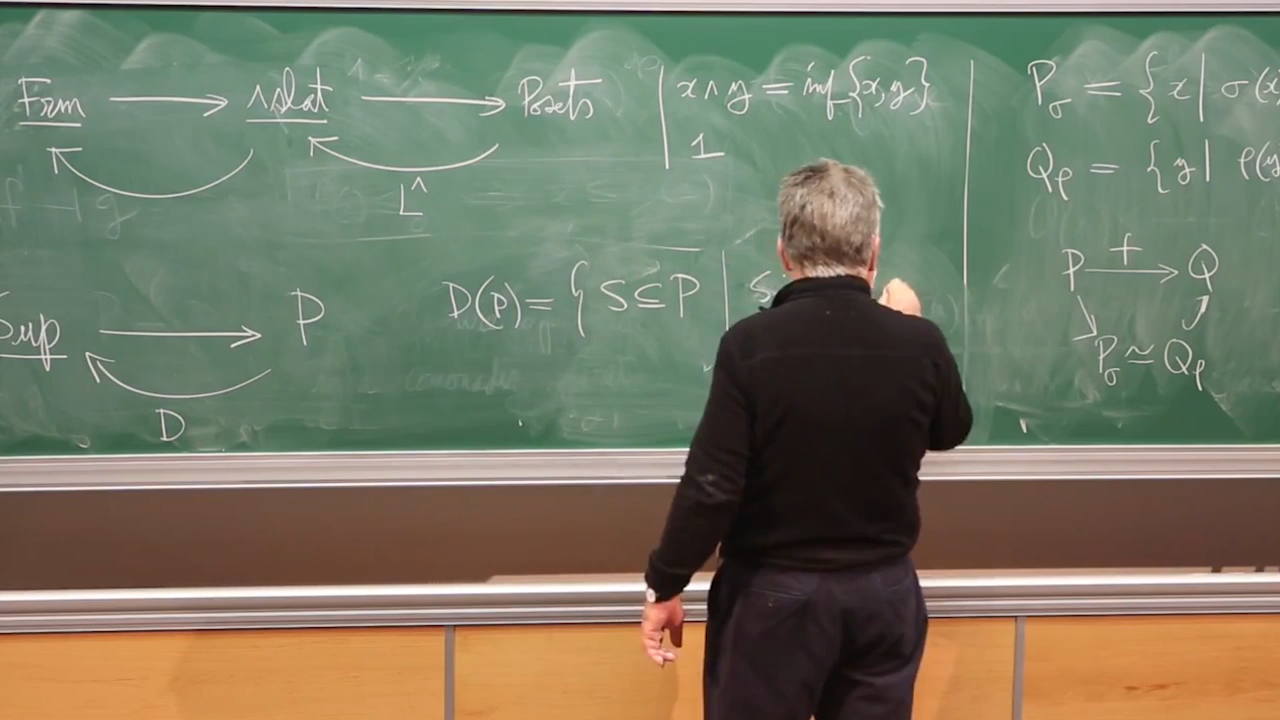 Frm → ∧slat → Posets
L^
x∧y = inf{x,y}
1
Sup → P
D
D(P) = { S ⊆ P | S
P_σ = { x | σ(x
Q_ρ = { y | ρ(y
P f→ Q
P_σ ≃ Q_ρ